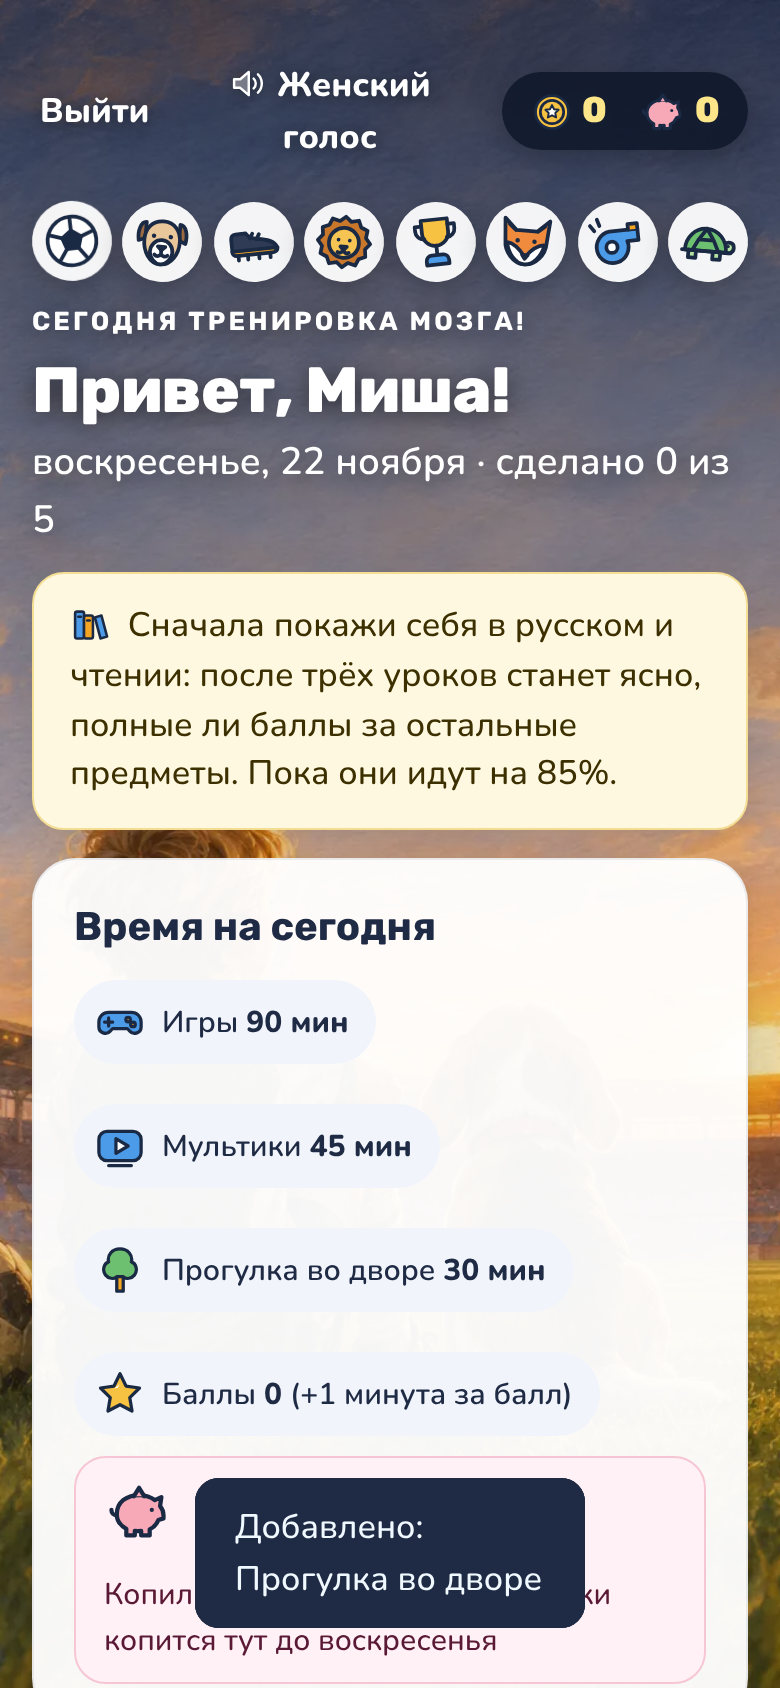 Выйти
Женский
голос
0 0
СЕГОДНЯ ТРЕНИРОВКА МОЗГА!
Привет, Миша!
воскресенье, 22 ноября · сделано 0 из
5
Сначала покажи себя в русском и
чтении: после трёх уроков станет ясно,
полные ли баллы за остальные
предметы. Пока они идут на 85%.
Время на сегодня
Игры 90 мин
Мультики 45 мин
Прогулка во дворе 30 мин
Баллы 0 (+1 минута за балл)
Добавлено:
Прогулка во дворе
копится тут до воскресенья